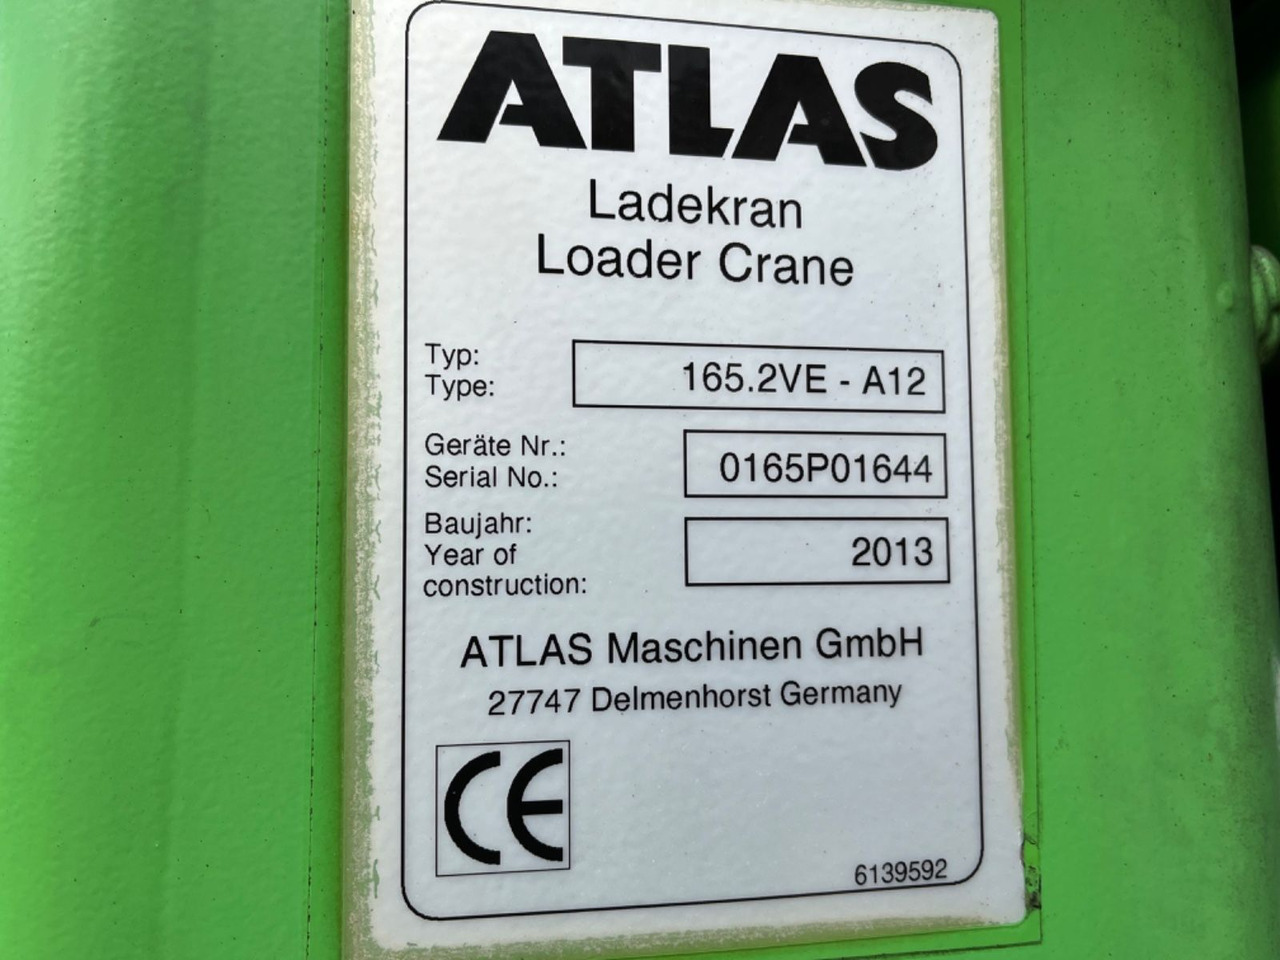 ATLAS
Ladekran
Loader Crane
Typ:
Type:
165.2VE - A12
Geräte Nr.:
Serial No.:
0165P01644
Baujahr:
Year of
construction:
2013
ATLAS Maschinen GmbH
27747 Delmenhorst Germany
CE
6139592